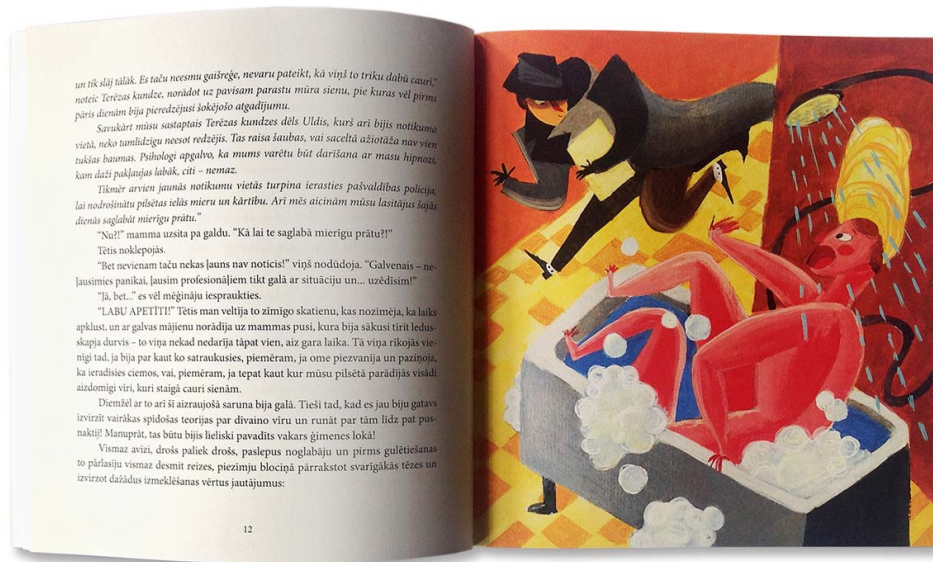 un tik slāj tālāk. Es taču neesmu gaišreģe, nevaru pateikt, kā viņš to triku dabū cauri,"
noteic Terēzas kundze, norādot uz pavisam parastu mūra sienu, pie kuras vēl pirms
pāris dienām bija pieredzējusi šokējošo atgadījumu.
Savukārt mūsu sastaptais Terēzas kundzes dēls Uldis, kurš arī bijis notikuma
vietā, neko tamlīdzīgu neesot redzējis. Tas raisa šaubas, vai saceltā ažiotāža nav vien
tukšas baumas. Psihologi apgalvo, ka mums varētu būt darīšana ar masu hipnozi,
kam daži pakļaujas labāk, citi – nemaz.
Tikmēr arvien jaunās notikumu vietās turpina ierasties pašvaldības policija,
lai nodrošinātu pilsētas ielās mieru un kārtību. Arī mēs aicinām mūsu lasītājus šajās
dienās saglabāt mierīgu prātu."
"Nu?!" mamma uzsita pa galdu. "Kā lai te saglabā mierīgu prātu?!"
Tētis noklepojās.
"Bet nevienam taču nekas ļauns nav noticis!" viņš nodūdoja. "Galvenais – ne-
ļausimies panikai, ļausim profesionāļiem tikt galā ar situāciju un... uzēdīsim!"
"Jā, bet..." es vēl mēģināju iespraukties.
"LABU APETĪTI!" Tētis man veltīja to zīmīgo skatienu, kas nozīmēja, ka laiks
apklust, un ar galvas mājienu norādīja uz mammas pusi, kura bija sākusi tīrīt ledus-
skapja durvis – to viņa nekad nedarīja tāpat vien, aiz gara laika. Tā viņa rīkojās vie-
nīgi tad, ja bija par kaut ko satraukusies, piemēram, ja ome piezvanīja un paziņoja,
ka ieradīsies ciemos, vai, piemēram, ja tepat kaut kur mūsu pilsētā parādījās visādi
aizdomīgi vīri, kuri staigā cauri sienām.
Diemžēl ar to arī šī aizraujošā saruna bija galā. Tieši tad, kad es jau biju gatavs
izvirzīt vairākas spīdošas teorijas par dīvaino vīru un runāt par tām līdz pat pus-
naktij! Manuprāt, tas būtu bijis lieliski pavadīts vakars ģimenes lokā!
Vismaz avīzi, drošs paliek drošs, paslepus noglabāju un pirms gulētiešanas
to pārlasīju vismaz desmit reizes, piezīmju blociņā pārrakstot svarīgākās tēzes un
izvirzot dažādus izmeklēšanas vērtus jautājumus:
12